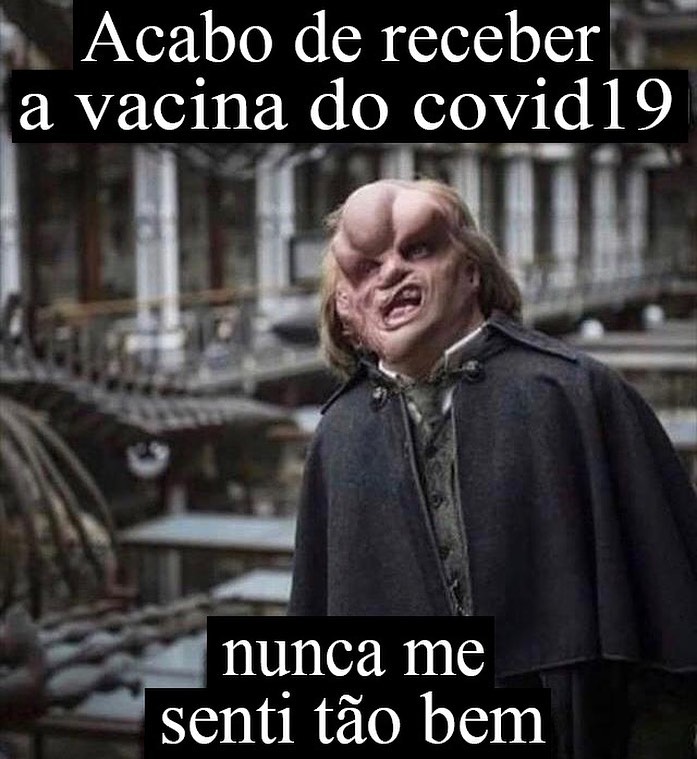 Acabo de receber
a vacina do covid19
nunca me
senti tão bem